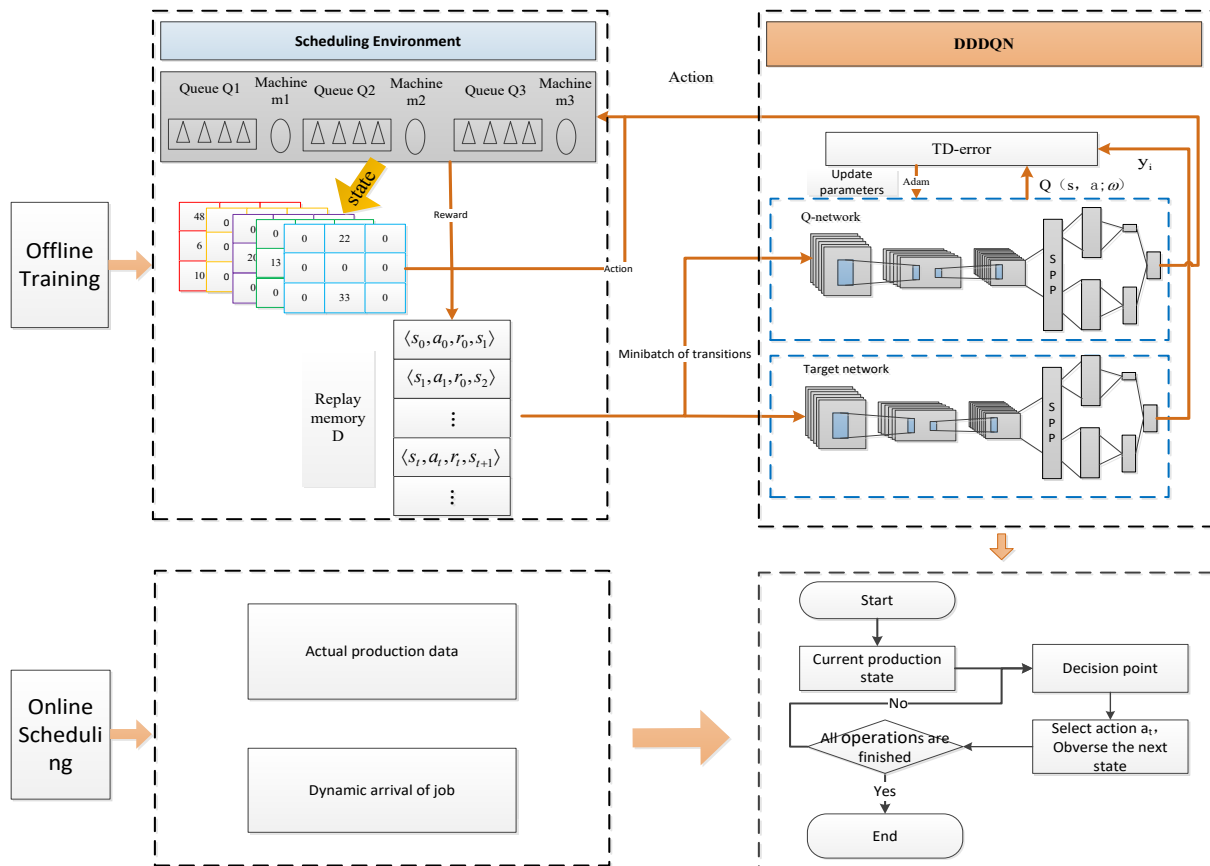 Scheduling Environment
Queue Q1
Machine
m1
Queue Q2
Machine
m2
Queue Q3
Machine
m3
state
Reward
48
0
0
0
0
22
0
6
0
20
13
0
0
0
10
0
0
0
0
33
0
Action
Replay
memory
D
⟨s₀, a₀, r₀, s₁⟩
⟨s₁, a₁, r₀, s₂⟩
⋮
⟨sₜ, aₜ, rₜ, sₜ₊₁⟩
⋮
Offline
Training
Action
Minibatch of transitions
DDDQN
TD-error
Update
parameters
Adam
Q（s，a;ω）
yᵢ
Q-network
S
P
P
Target network
S
P
P
Online
Scheduli
ng
Actual production data
Dynamic arrival of job
Start
Current production
state
Decision point
No
Select action aₜ，
Obverse the next
state
All operations are
finished
Yes
End